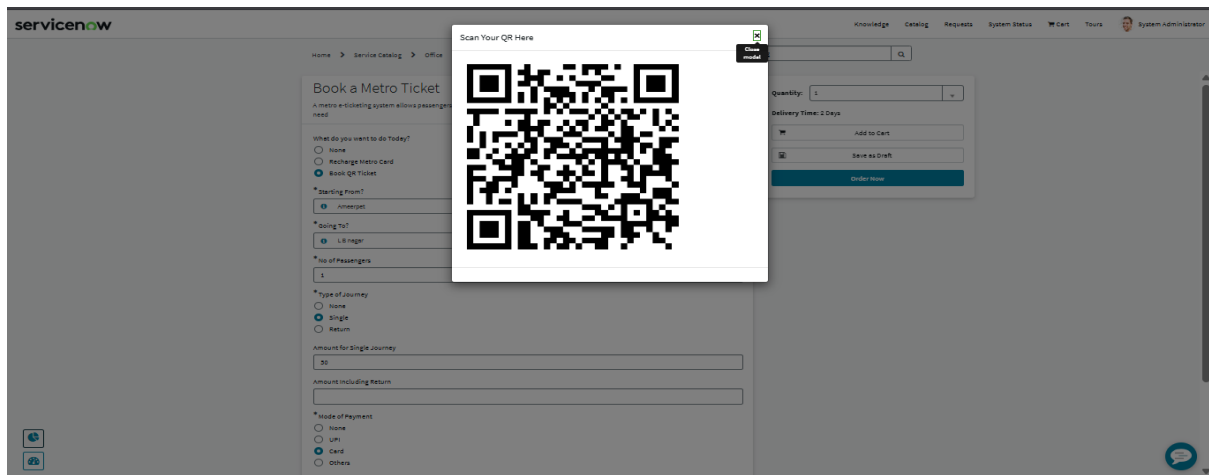 servicenow
Knowledge Catalog Requests System Status Cart Tours System Administrator
Scan Your QR Here
Close modal
Home > Service Catalog > Office
Book a Metro Ticket
A metro e-ticketing system allows passengers
need
What do you want to do Today?
None
Recharge Metro Card
Book QR Ticket
* Starting From?
Ameerpet
* Going To?
L B nagar
* No of Passengers
1
* Type of Journey
None
Single
Return
Amount for Single Journey
50
Amount Including Return
* Mode of Payment
None
UPI
Card
Others
Quantity: 1
Delivery Time: 2 Days
Add to Cart
Save as Draft
Order Now